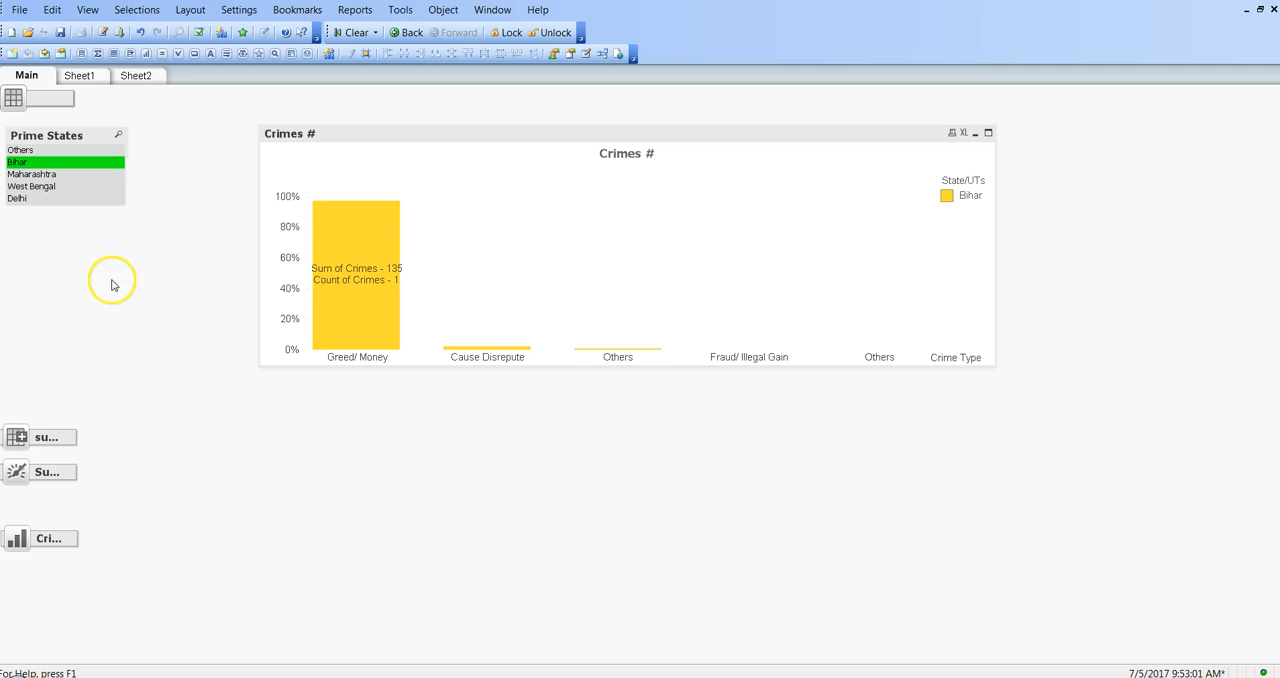 File Edit View Selections Layout Settings Bookmarks Reports Tools Object Window Help
Clear Back Forward Lock Unlock
Main Sheet1 Sheet2
Prime States
Others
Bihar
Maharashtra
West Bengal
Delhi
Crimes # XL
Crimes #
State/UTs
Bihar
100%
80%
60%
40%
20%
0%
Sum of Crimes - 135
Count of Crimes - 1
Greed/ Money Cause Disrepute Others Fraud/ Illegal Gain Others Crime Type
su...
Su...
Cri...
For Help, press F1
7/5/2017 9:53:01 AM*